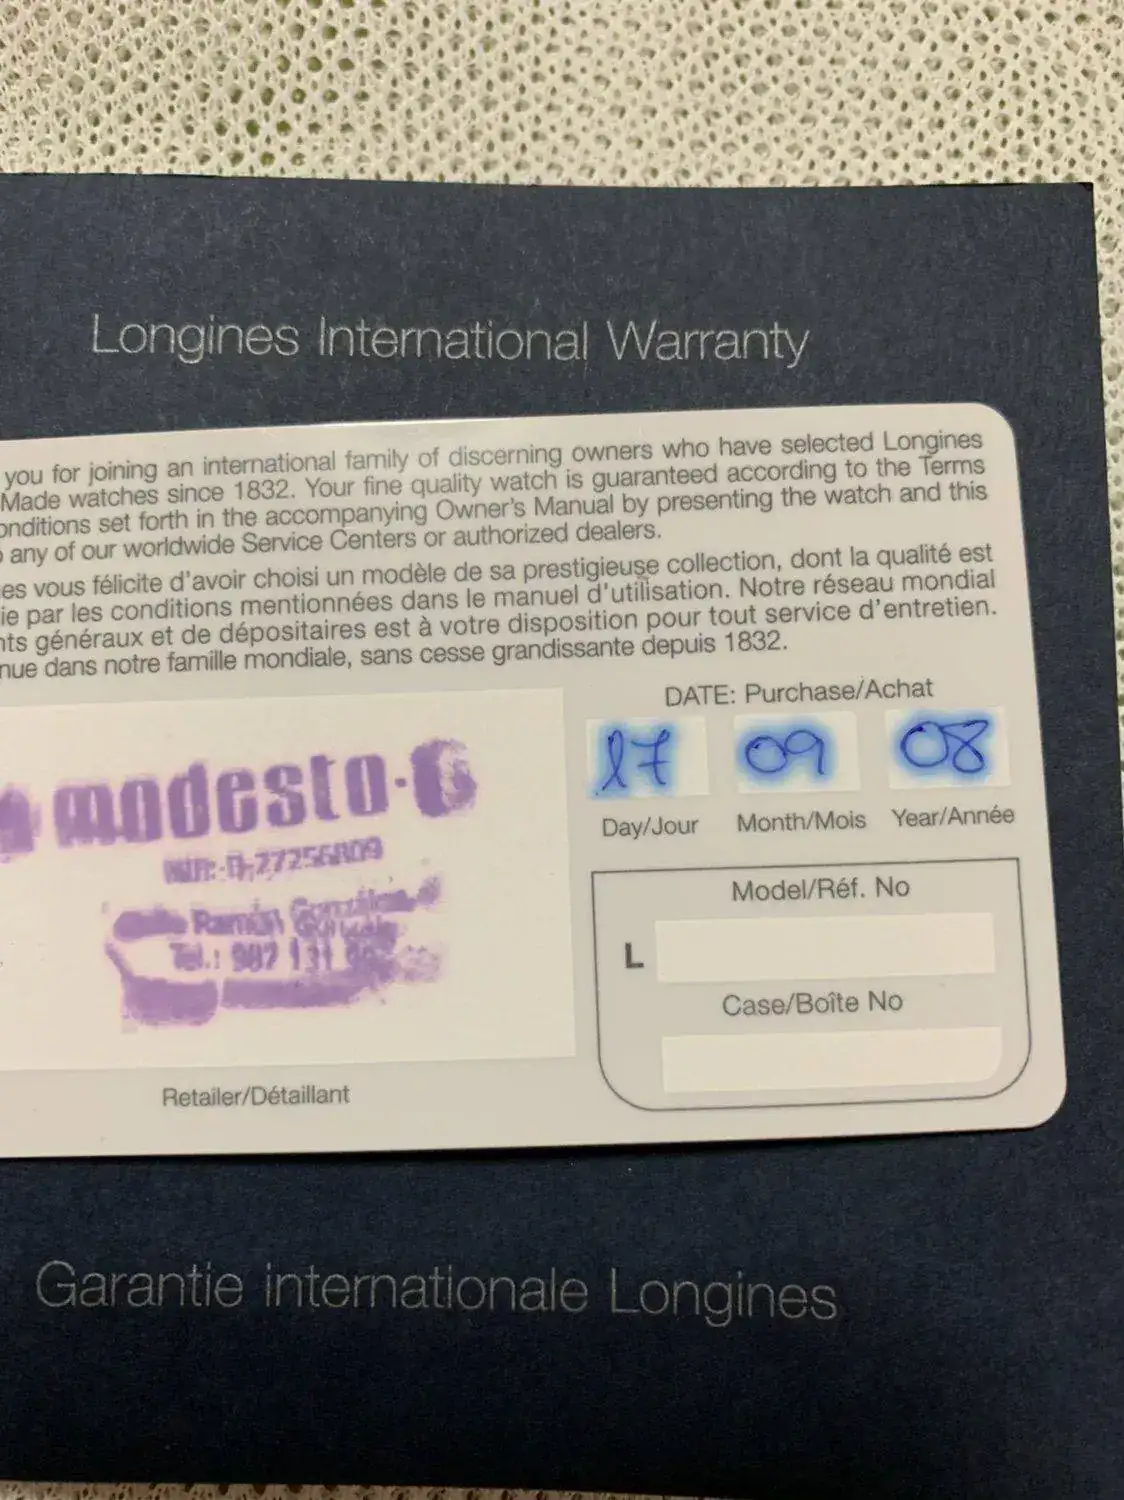 Longines International Warranty
you for joining an international family of discerning owners who have selected Longines
Made watches since 1832. Your fine quality watch is guaranteed according to the Terms
onditions set forth in the accompanying Owner's Manual by presenting the watch and this
any of our worldwide Service Centers or authorized dealers.
es vous félicite d'avoir choisi un modèle de sa prestigieuse collection, dont la qualité est
ie par les conditions mentionnées dans le manuel d'utilisation. Notre réseau mondial
nts généraux et de dépositaires est à votre disposition pour tout service d'entretien.
nue dans notre famille mondiale, sans cesse grandissante depuis 1832.
DATE: Purchase/Achat
17 09 08
Day/Jour Month/Mois Year/Année
modesto·G
Ramón
Tel.: 987 131
Model/Réf. No
L
Case/Boîte No
Retailer/Détaillant
Garantie internationale Longines